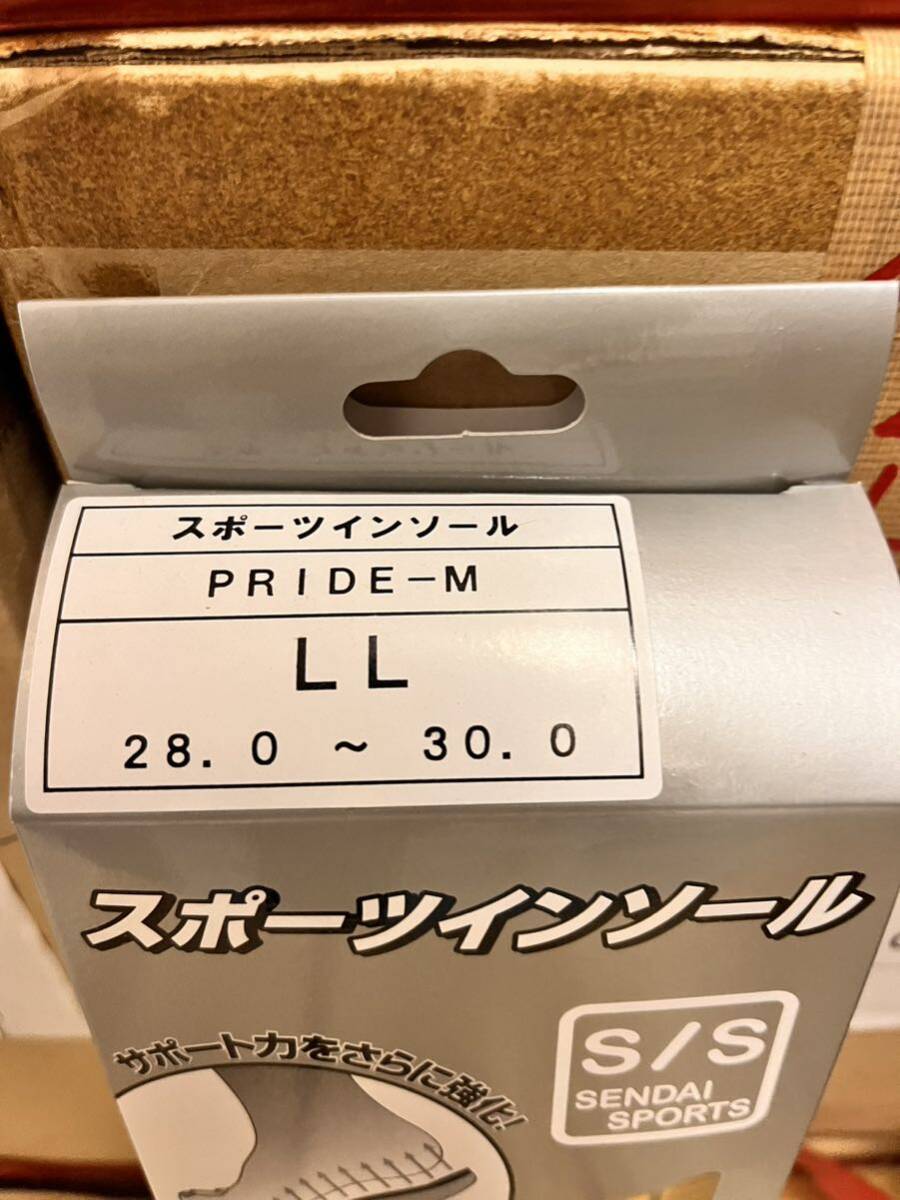 スポーツインソール
PRIDE－M
LL
28.0 ～ 30.0
スポーツインソール
サポート力をさらに強化!
S/S
SENDAI
SPORTS